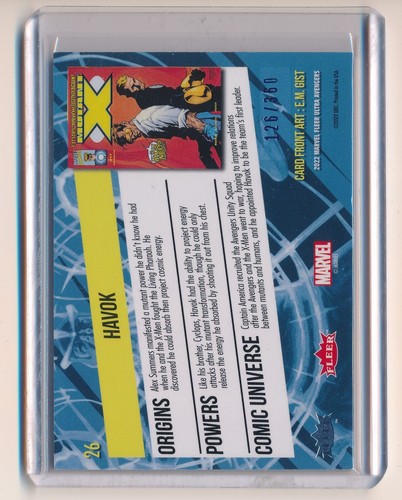 26
HAVOK
ORIGINS
Alex Summers manifested a mutant power he didn't know he had
when he and the X-Men fought the Living Pharaoh. He
discovered he could absorb then project cosmic energy.
POWERS
Like his brother, Cyclops, Havok had the ability to project energy
attacks after his mutant transformation, though he could only
release the energy he absorbed by shooting it out from his chest.
COMIC UNIVERSE
Captain America recruited the Avengers Unity Squad
after the Avengers and the X-Men went to war, hoping to improve relations
between mutants and humans, and he appointed Havok to be the team's first leader.
MUTANT
X
126/360
CARD FRONT ART : E.M. GIST
2022 MARVEL FLEER ULTRA AVENGERS
MARVEL
FLEER